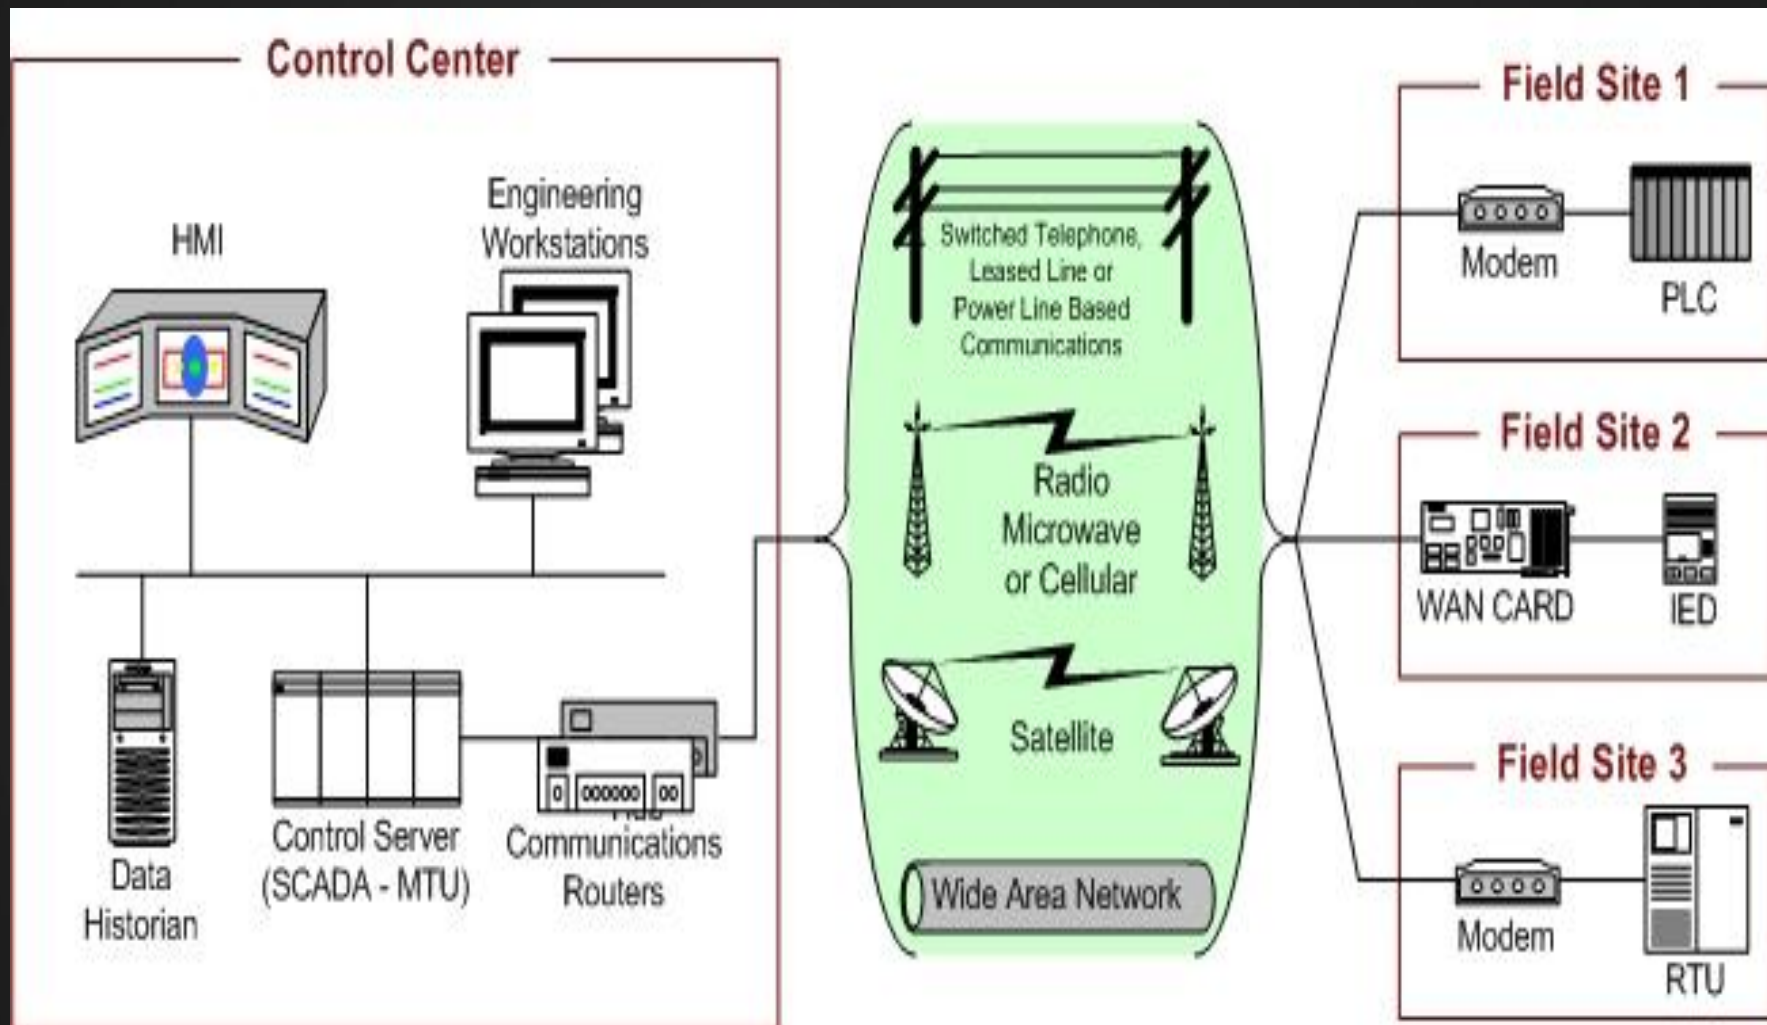 Control Center
HMI
Engineering
Workstations
Data
Historian
Control Server
(SCADA - MTU)
Communications
Routers
Switched Telephone,
Leased Line or
Power Line Based
Communications
Radio
Microwave
or Cellular
Satellite
Wide Area Network
Field Site 1
Modem
PLC
Field Site 2
WAN CARD
IED
Field Site 3
Modem
RTU